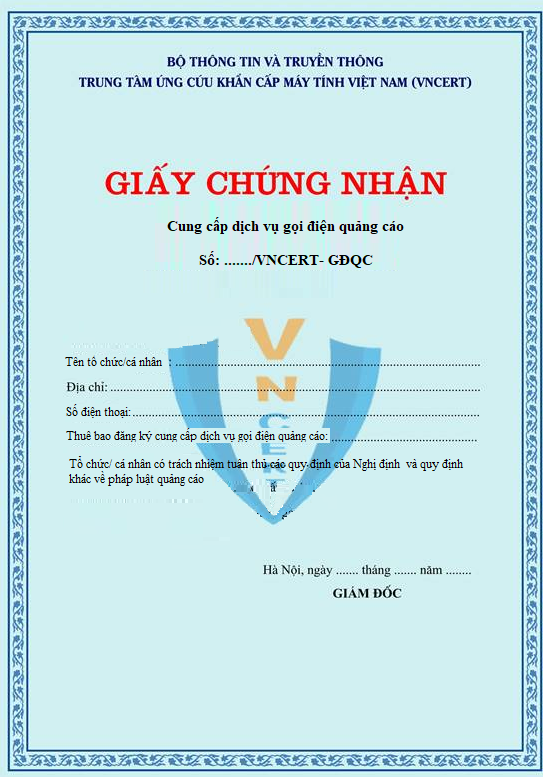 BỘ THÔNG TIN VÀ TRUYỀN THÔNG
TRUNG TÂM ỨNG CỨU KHẨN CẤP MÁY TÍNH VIỆT NAM (VNCERT)
GIẤY CHỨNG NHẬN
Cung cấp dịch vụ gọi điện quảng cáo
Số: ......./VNCERT- GĐQC
VNCERT
Tên tổ chức/cá nhân : ...............................................................................................
Địa chỉ: ...............................................................................................................
Số điện thoại: .........................................................................................................
Thuê bao đăng ký cung cấp dịch vụ gọi điện quảng cáo: .............................................
Tổ chức/ cá nhân có trách nhiệm tuân thủ các quy định của Nghị định và quy định
khác về pháp luật quảng cáo
Hà Nội, ngày ....... tháng ....... năm ........
GIÁM ĐỐC